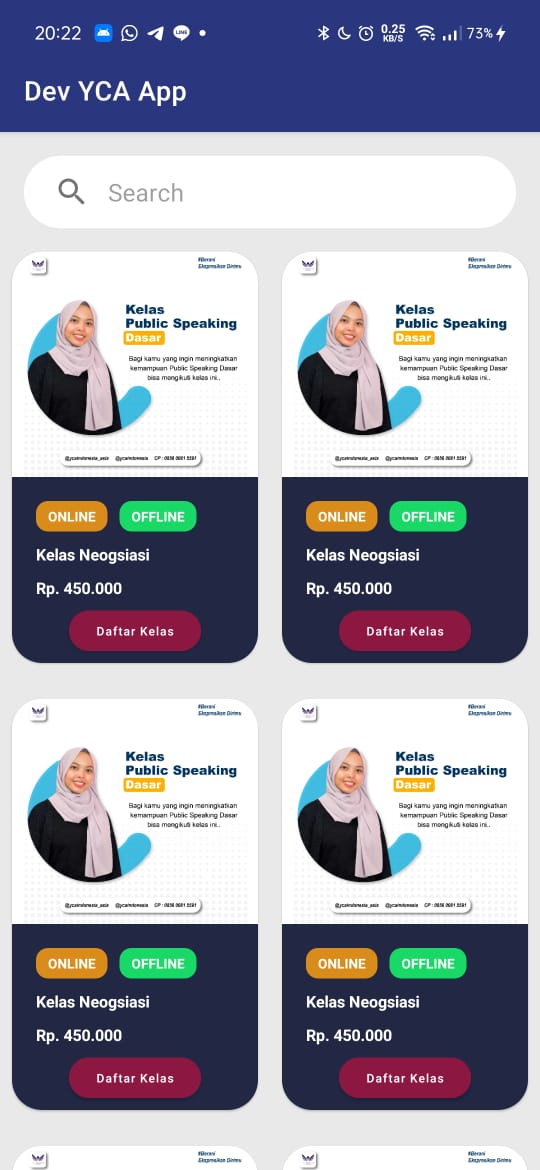 20:22
0.25
KB/S
73%
Dev YCA App
Search
#Berani
Ekspresikan Dirimu
Kelas
Public Speaking
Dasar
Bagi kamu yang ingin meningkatkan
kemampuan Public Speaking Dasar
bisa mengikuti kelas ini..
@ycaindonesia_asia @ycaindonesia CP : 0856 0601 5591
ONLINE OFFLINE
Kelas Neogsiasi
Rp. 450.000
Daftar Kelas
#Berani
Ekspresikan Dirimu
Kelas
Public Speaking
Dasar
Bagi kamu yang ingin meningkatkan
kemampuan Public Speaking Dasar
bisa mengikuti kelas ini..
@ycaindonesia_asia @ycaindonesia CP : 0856 0601 5591
ONLINE OFFLINE
Kelas Neogsiasi
Rp. 450.000
Daftar Kelas
#Berani
Ekspresikan Dirimu
Kelas
Public Speaking
Dasar
Bagi kamu yang ingin meningkatkan
kemampuan Public Speaking Dasar
bisa mengikuti kelas ini..
@ycaindonesia_asia @ycaindonesia CP : 0856 0601 5591
ONLINE OFFLINE
Kelas Neogsiasi
Rp. 450.000
Daftar Kelas
#Berani
Ekspresikan Dirimu
Kelas
Public Speaking
Dasar
Bagi kamu yang ingin meningkatkan
kemampuan Public Speaking Dasar
bisa mengikuti kelas ini..
@ycaindonesia_asia @ycaindonesia CP : 0856 0601 5591
ONLINE OFFLINE
Kelas Neogsiasi
Rp. 450.000
Daftar Kelas
#Berani
Ekspresikan Dirimu
#Berani
Ekspresikan Dirimu